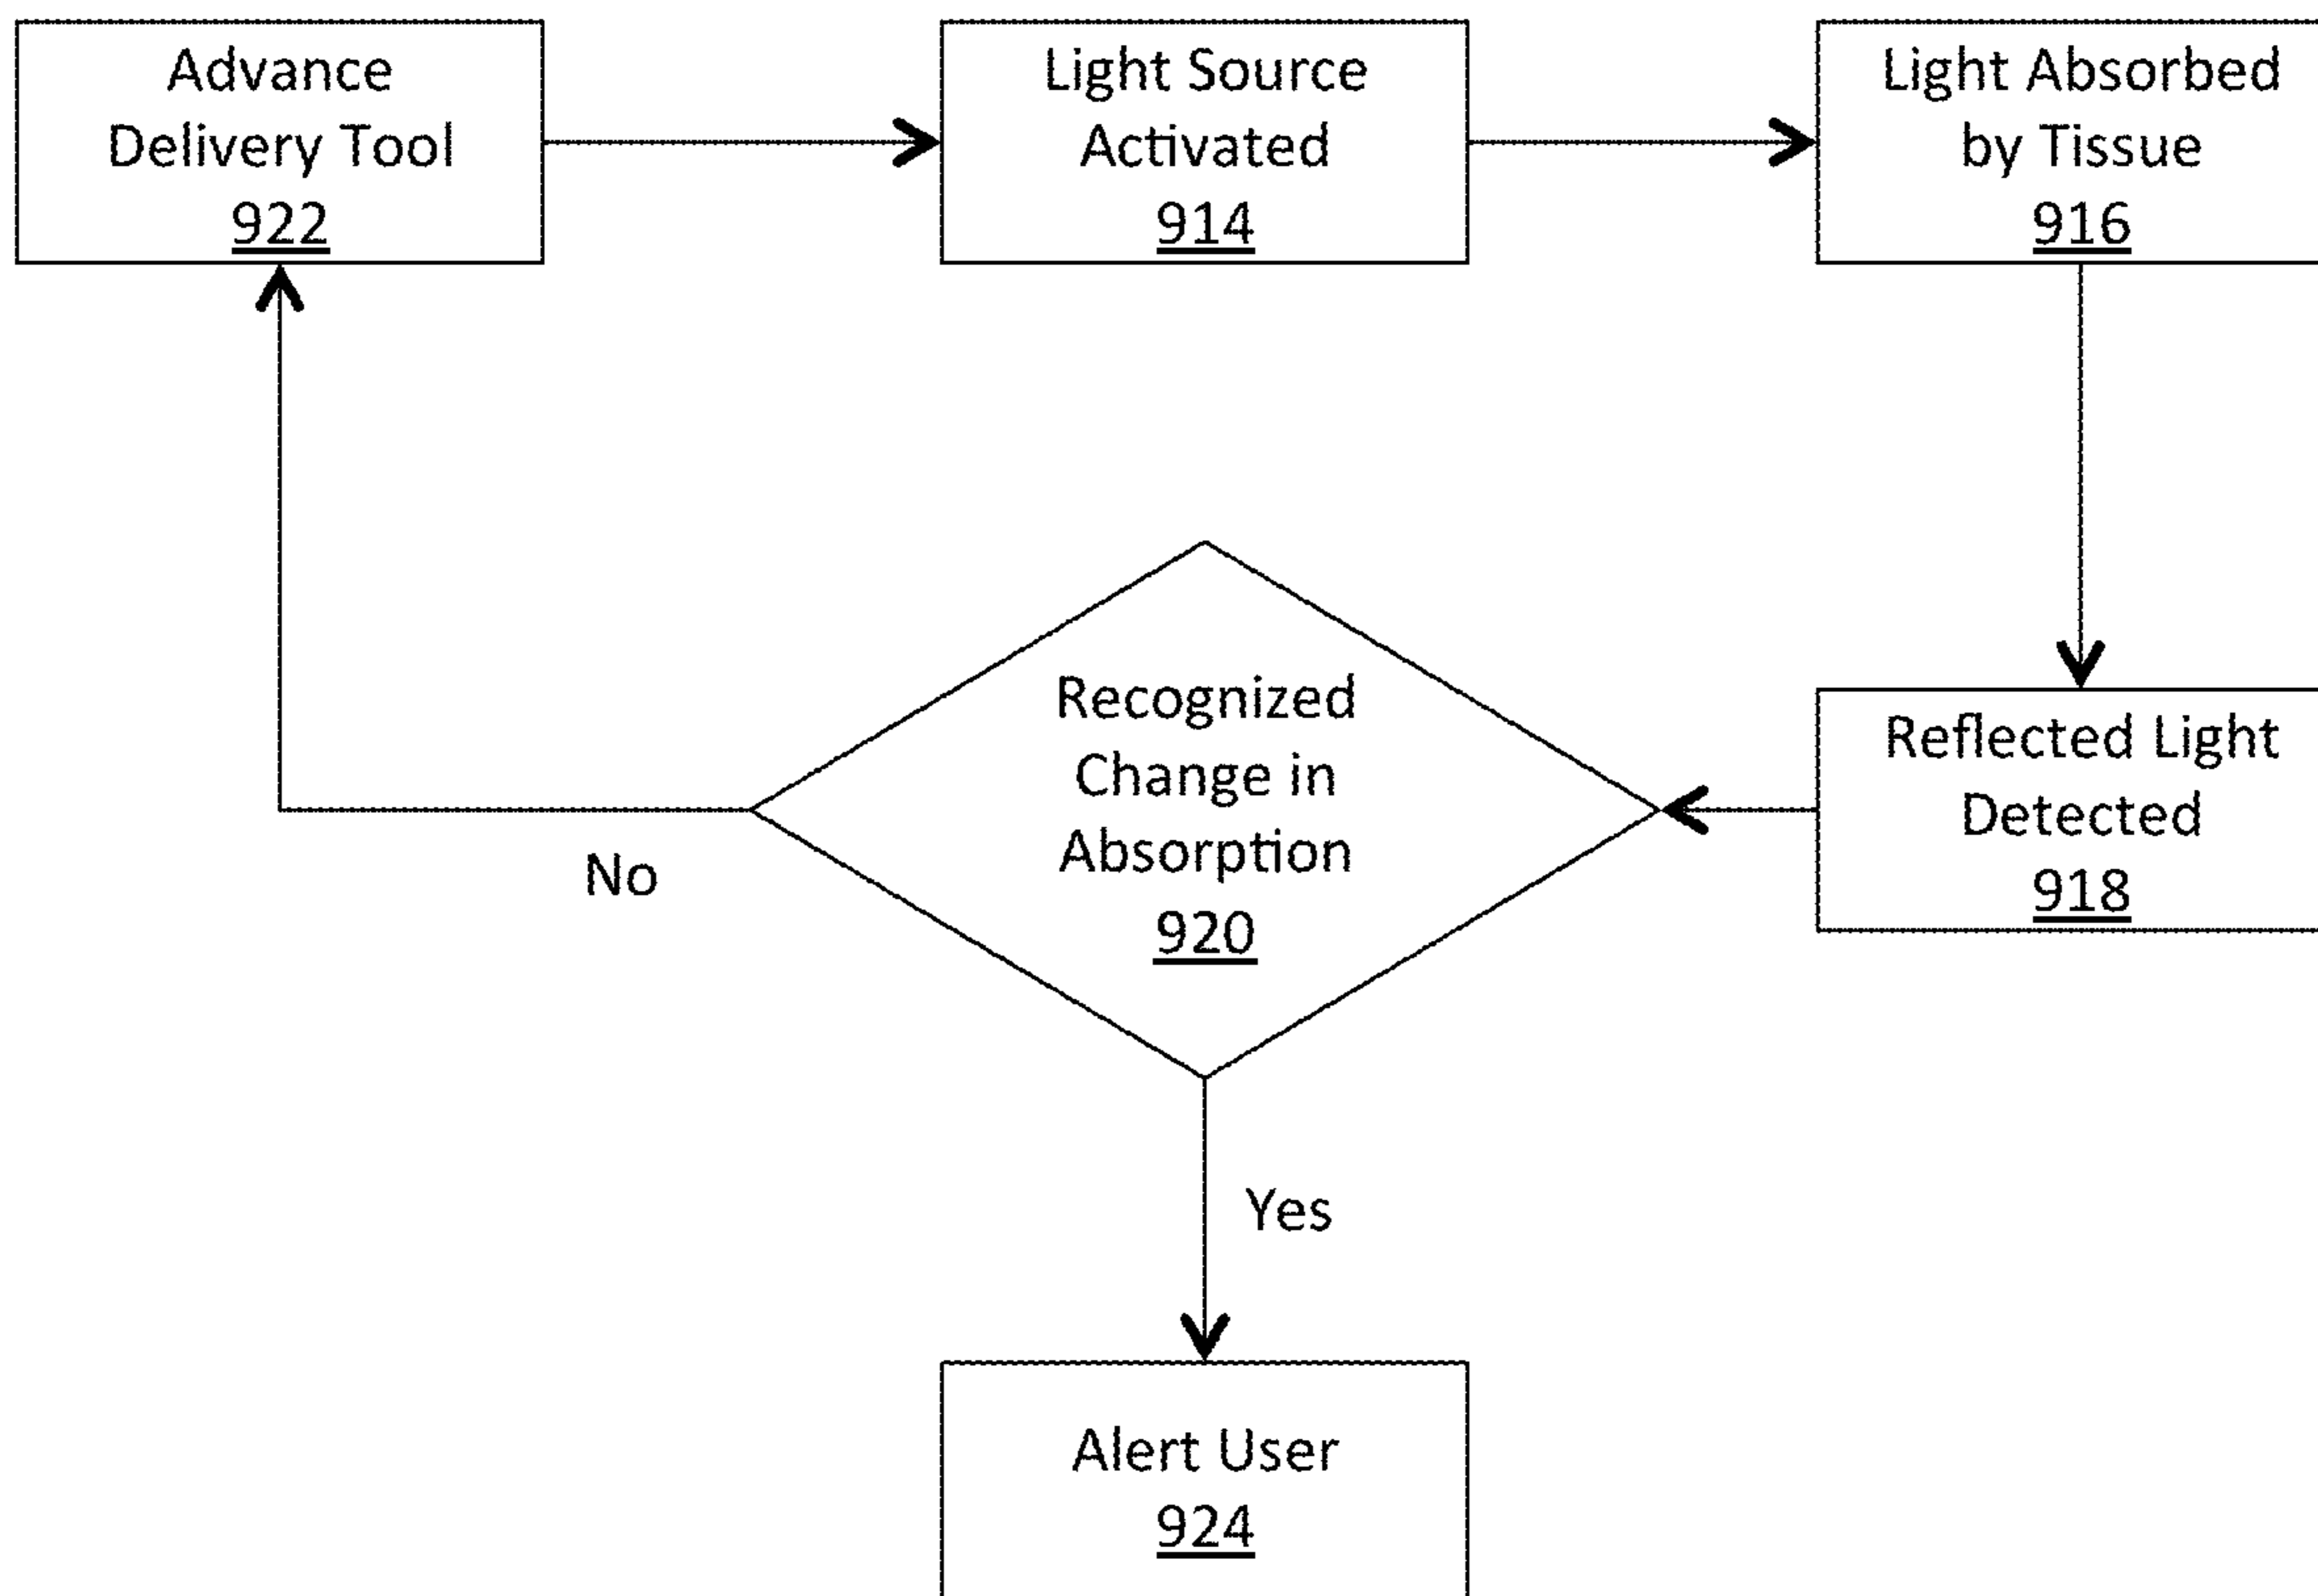 Advance
Delivery Tool
922
Light Source
Activated
914
Light Absorbed
by Tissue
916
Recognized
Change in
Absorption
920
Reflected Light
Detected
918
No
Yes
Alert User
924